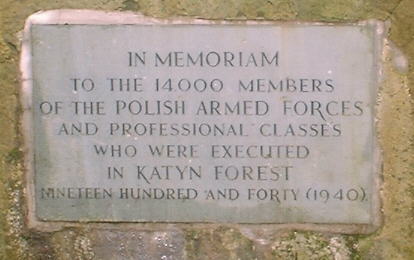 IN MEMORIAM
TO THE 14000 MEMBERS
OF THE POLISH ARMED FORCES
AND PROFESSIONAL CLASSES
WHO WERE EXECUTED
IN KATYN FOREST
NINETEEN HUNDRED AND FORTY (1940).